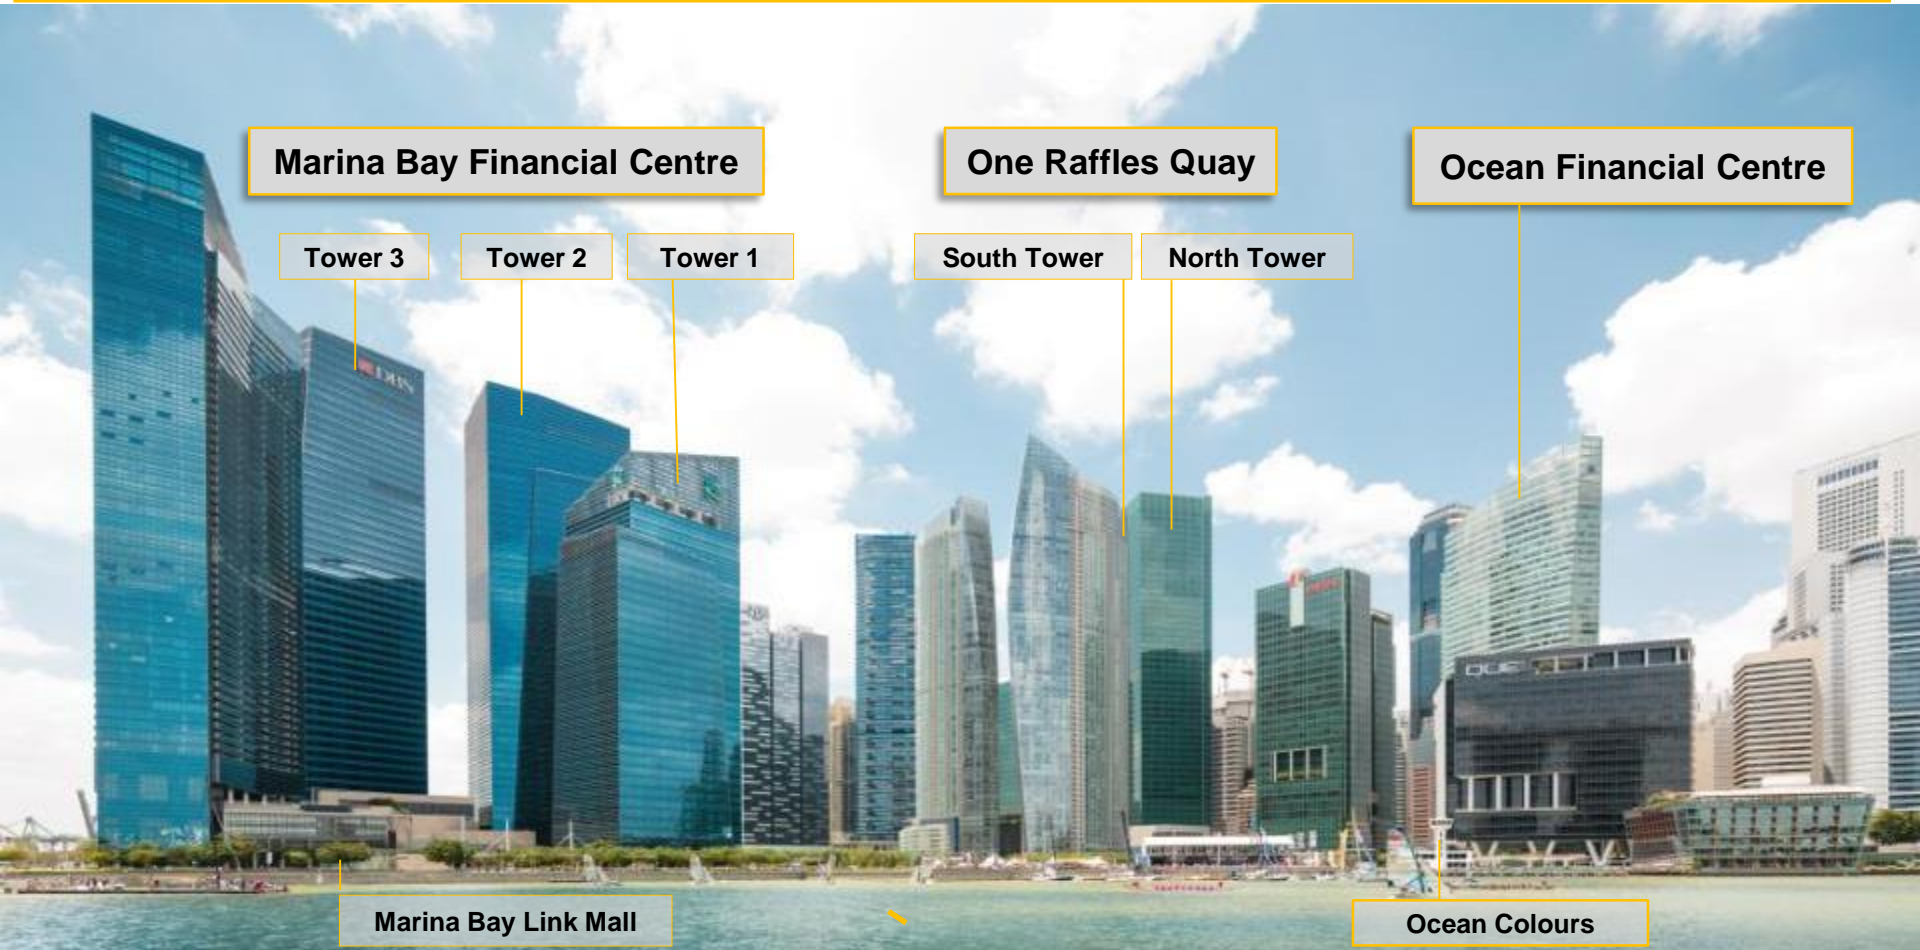 Marina Bay Financial Centre
One Raffles Quay
Ocean Financial Centre
Tower 3
Tower 2
Tower 1
South Tower
North Tower
DBS
OUE
Marina Bay Link Mall
Ocean Colours